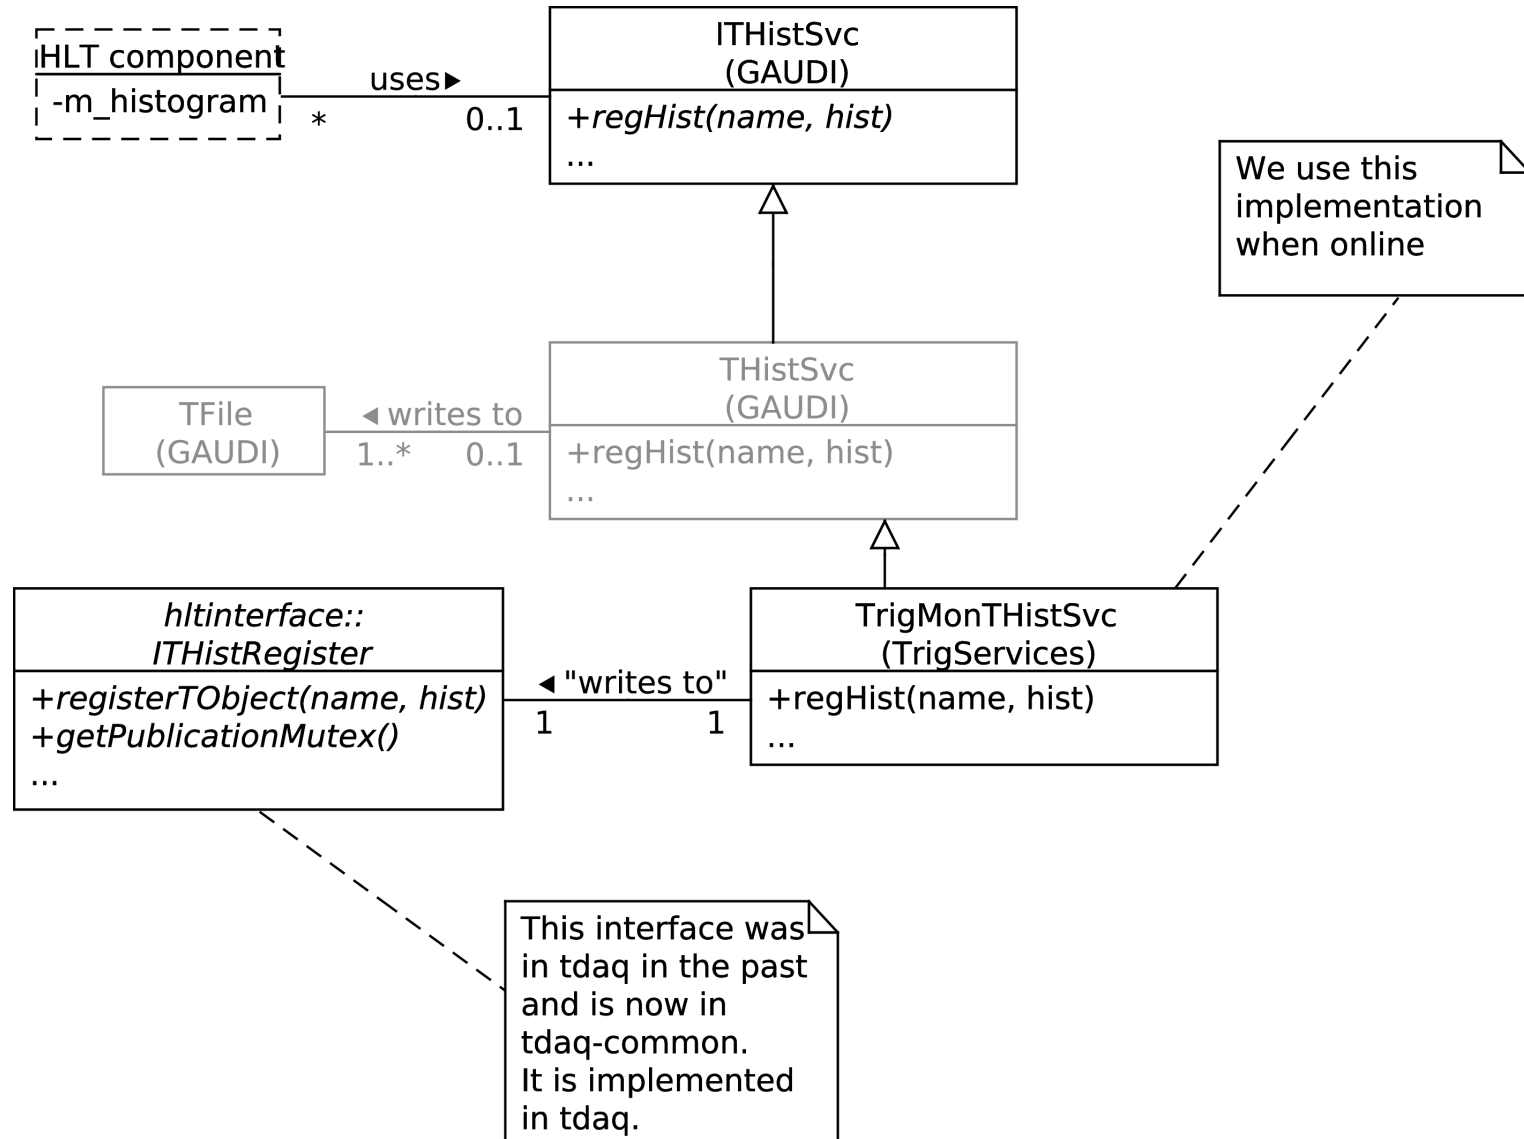 HLT component
-m_histogram
uses▶
*
0..1
ITHistSvc
(GAUDI)
+regHist(name, hist)
...
We use this
implementation
when online
TFile
(GAUDI)
◀ writes to
1..*
0..1
THistSvc
(GAUDI)
+regHist(name, hist)
...
hltinterface::
ITHistRegister
+registerTObject(name, hist)
+getPublicationMutex()
...
◀ "writes to"
1
1
TrigMonTHistSvc
(TrigServices)
+regHist(name, hist)
...
This interface was
in tdaq in the past
and is now in
tdaq-common.
It is implemented
in tdaq.